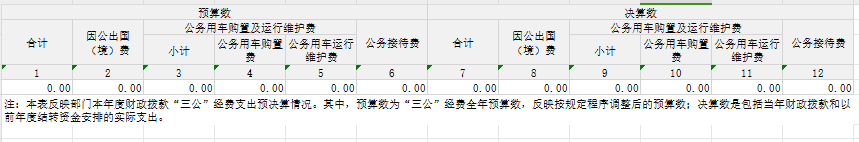 预算数 决算数
合计 因公出国（境）费 公务用车购置及运行维护费 公务接待费 合计 因公出国（境）费 公务用车购置及运行维护费 公务接待费
小计 公务用车购置费 公务用车运行维护费 小计 公务用车购置费 公务用车运行维护费
1 2 3 4 5 6 7 8 9 10 11 12
0.00 0.00 0.00 0.00 0.00 0.00 0.00 0.00 0.00 0.00 0.00 0.00
注：本表反映部门本年度财政拨款“三公”经费支出预决算情况。其中，预算数为“三公”经费全年预算数，反映按规定程序调整后的预算数；决算数是包括当年财政拨款和以
前年度结转资金安排的实际支出。